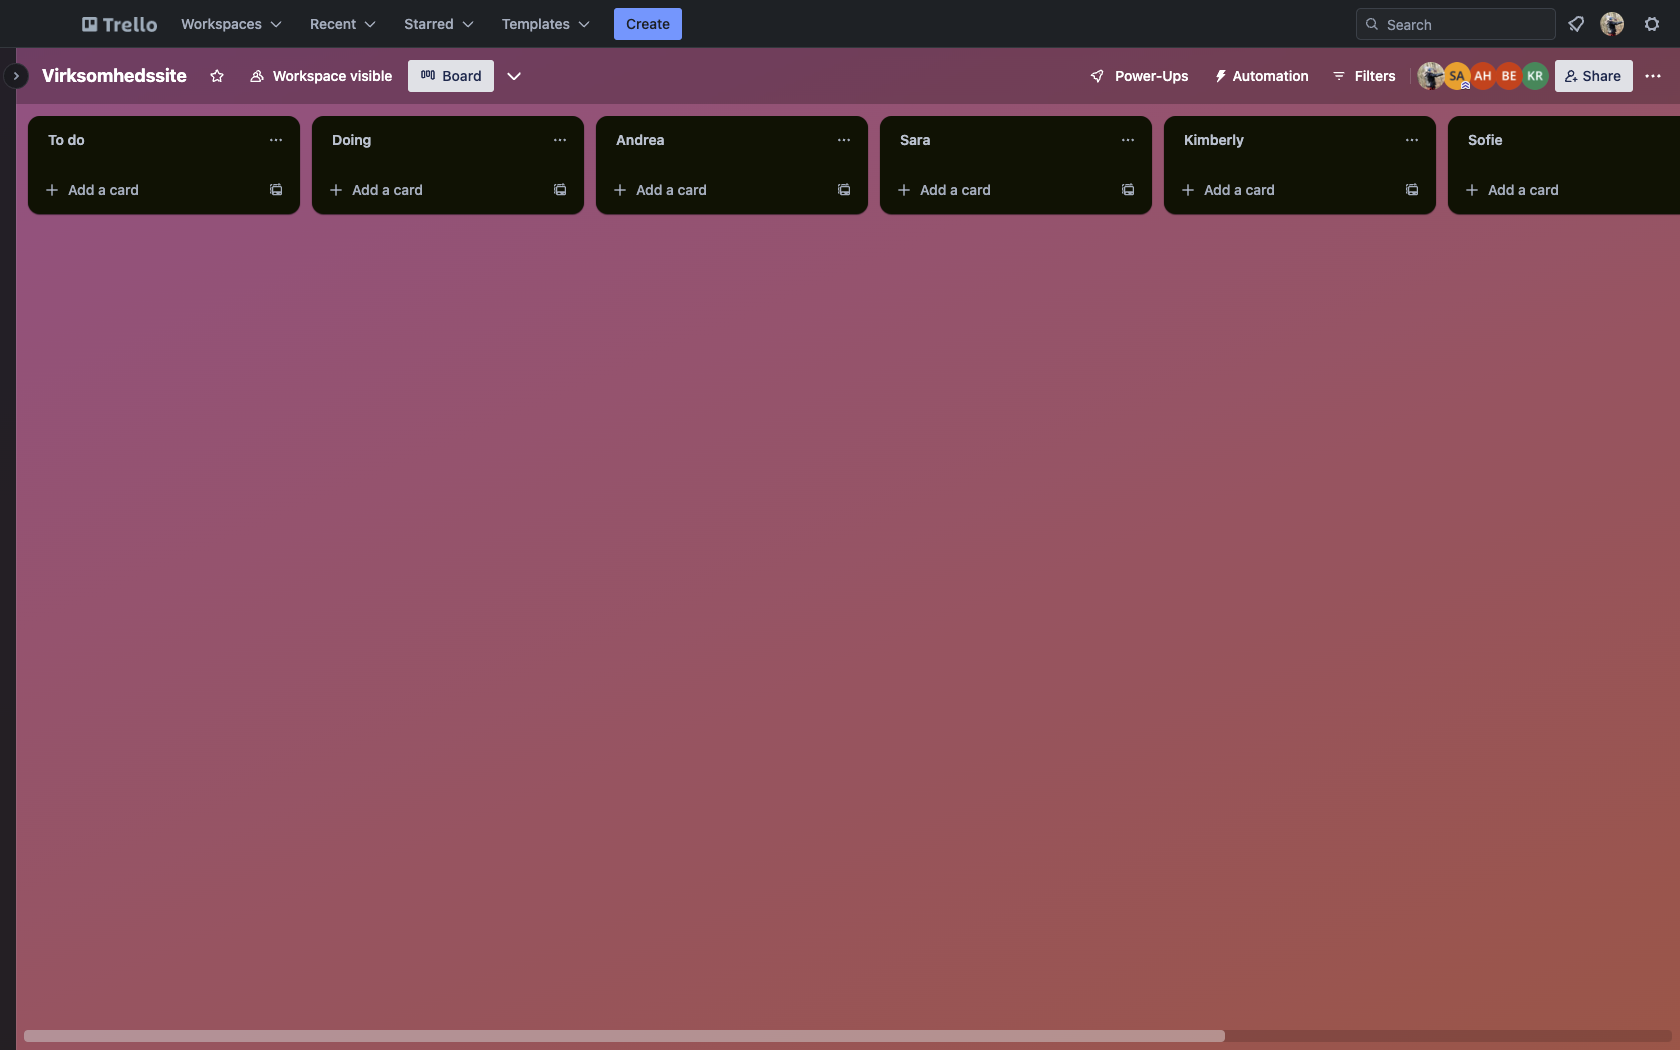 Trello Workspaces Recent Starred Templates Create Search
Virksomhedssite Workspace visible Board Power-Ups Automation Filters SA AH BE KR Share
To do Doing Andrea Sara Kimberly Sofie
Add a card Add a card Add a card Add a card Add a card Add a card